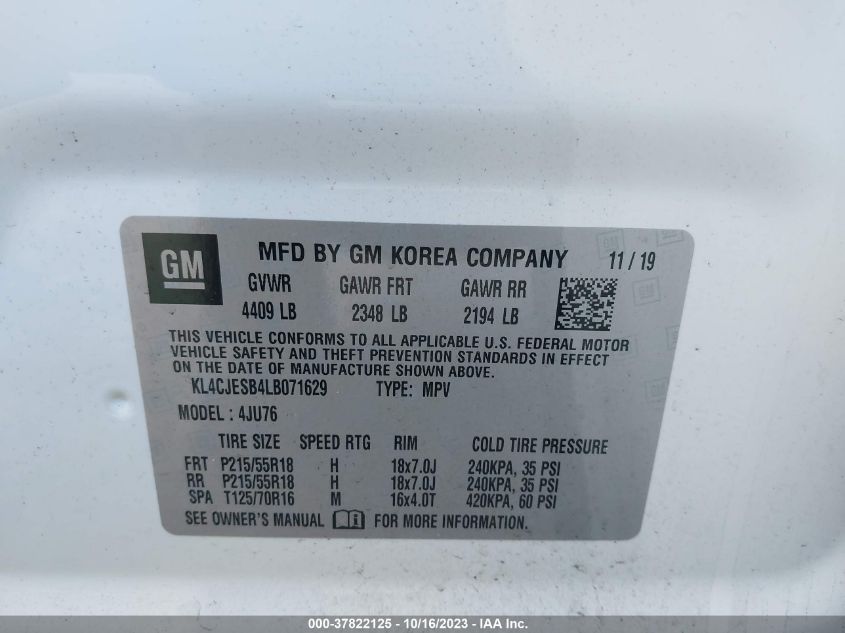 GM MFD BY GM KOREA COMPANY 11 / 19
GVWR GAWR FRT GAWR RR
4409 LB 2348 LB 2194 LB
THIS VEHICLE CONFORMS TO ALL APPLICABLE U.S. FEDERAL MOTOR
VEHICLE SAFETY AND THEFT PREVENTION STANDARDS IN EFFECT
ON THE DATE OF MANUFACTURE SHOWN ABOVE.
KL4CJESB4LB071629 TYPE: MPV
MODEL : 4JU76
TIRE SIZE SPEED RTG RIM COLD TIRE PRESSURE
FRT P215/55R18 H 18x7.0J 240KPA, 35 PSI
RR P215/55R18 H 18x7.0J 240KPA, 35 PSI
SPA T125/70R16 M 16x4.0T 420KPA, 60 PSI
SEE OWNER'S MANUAL FOR MORE INFORMATION.
000-37822125 - 10/16/2023 - IAA Inc.